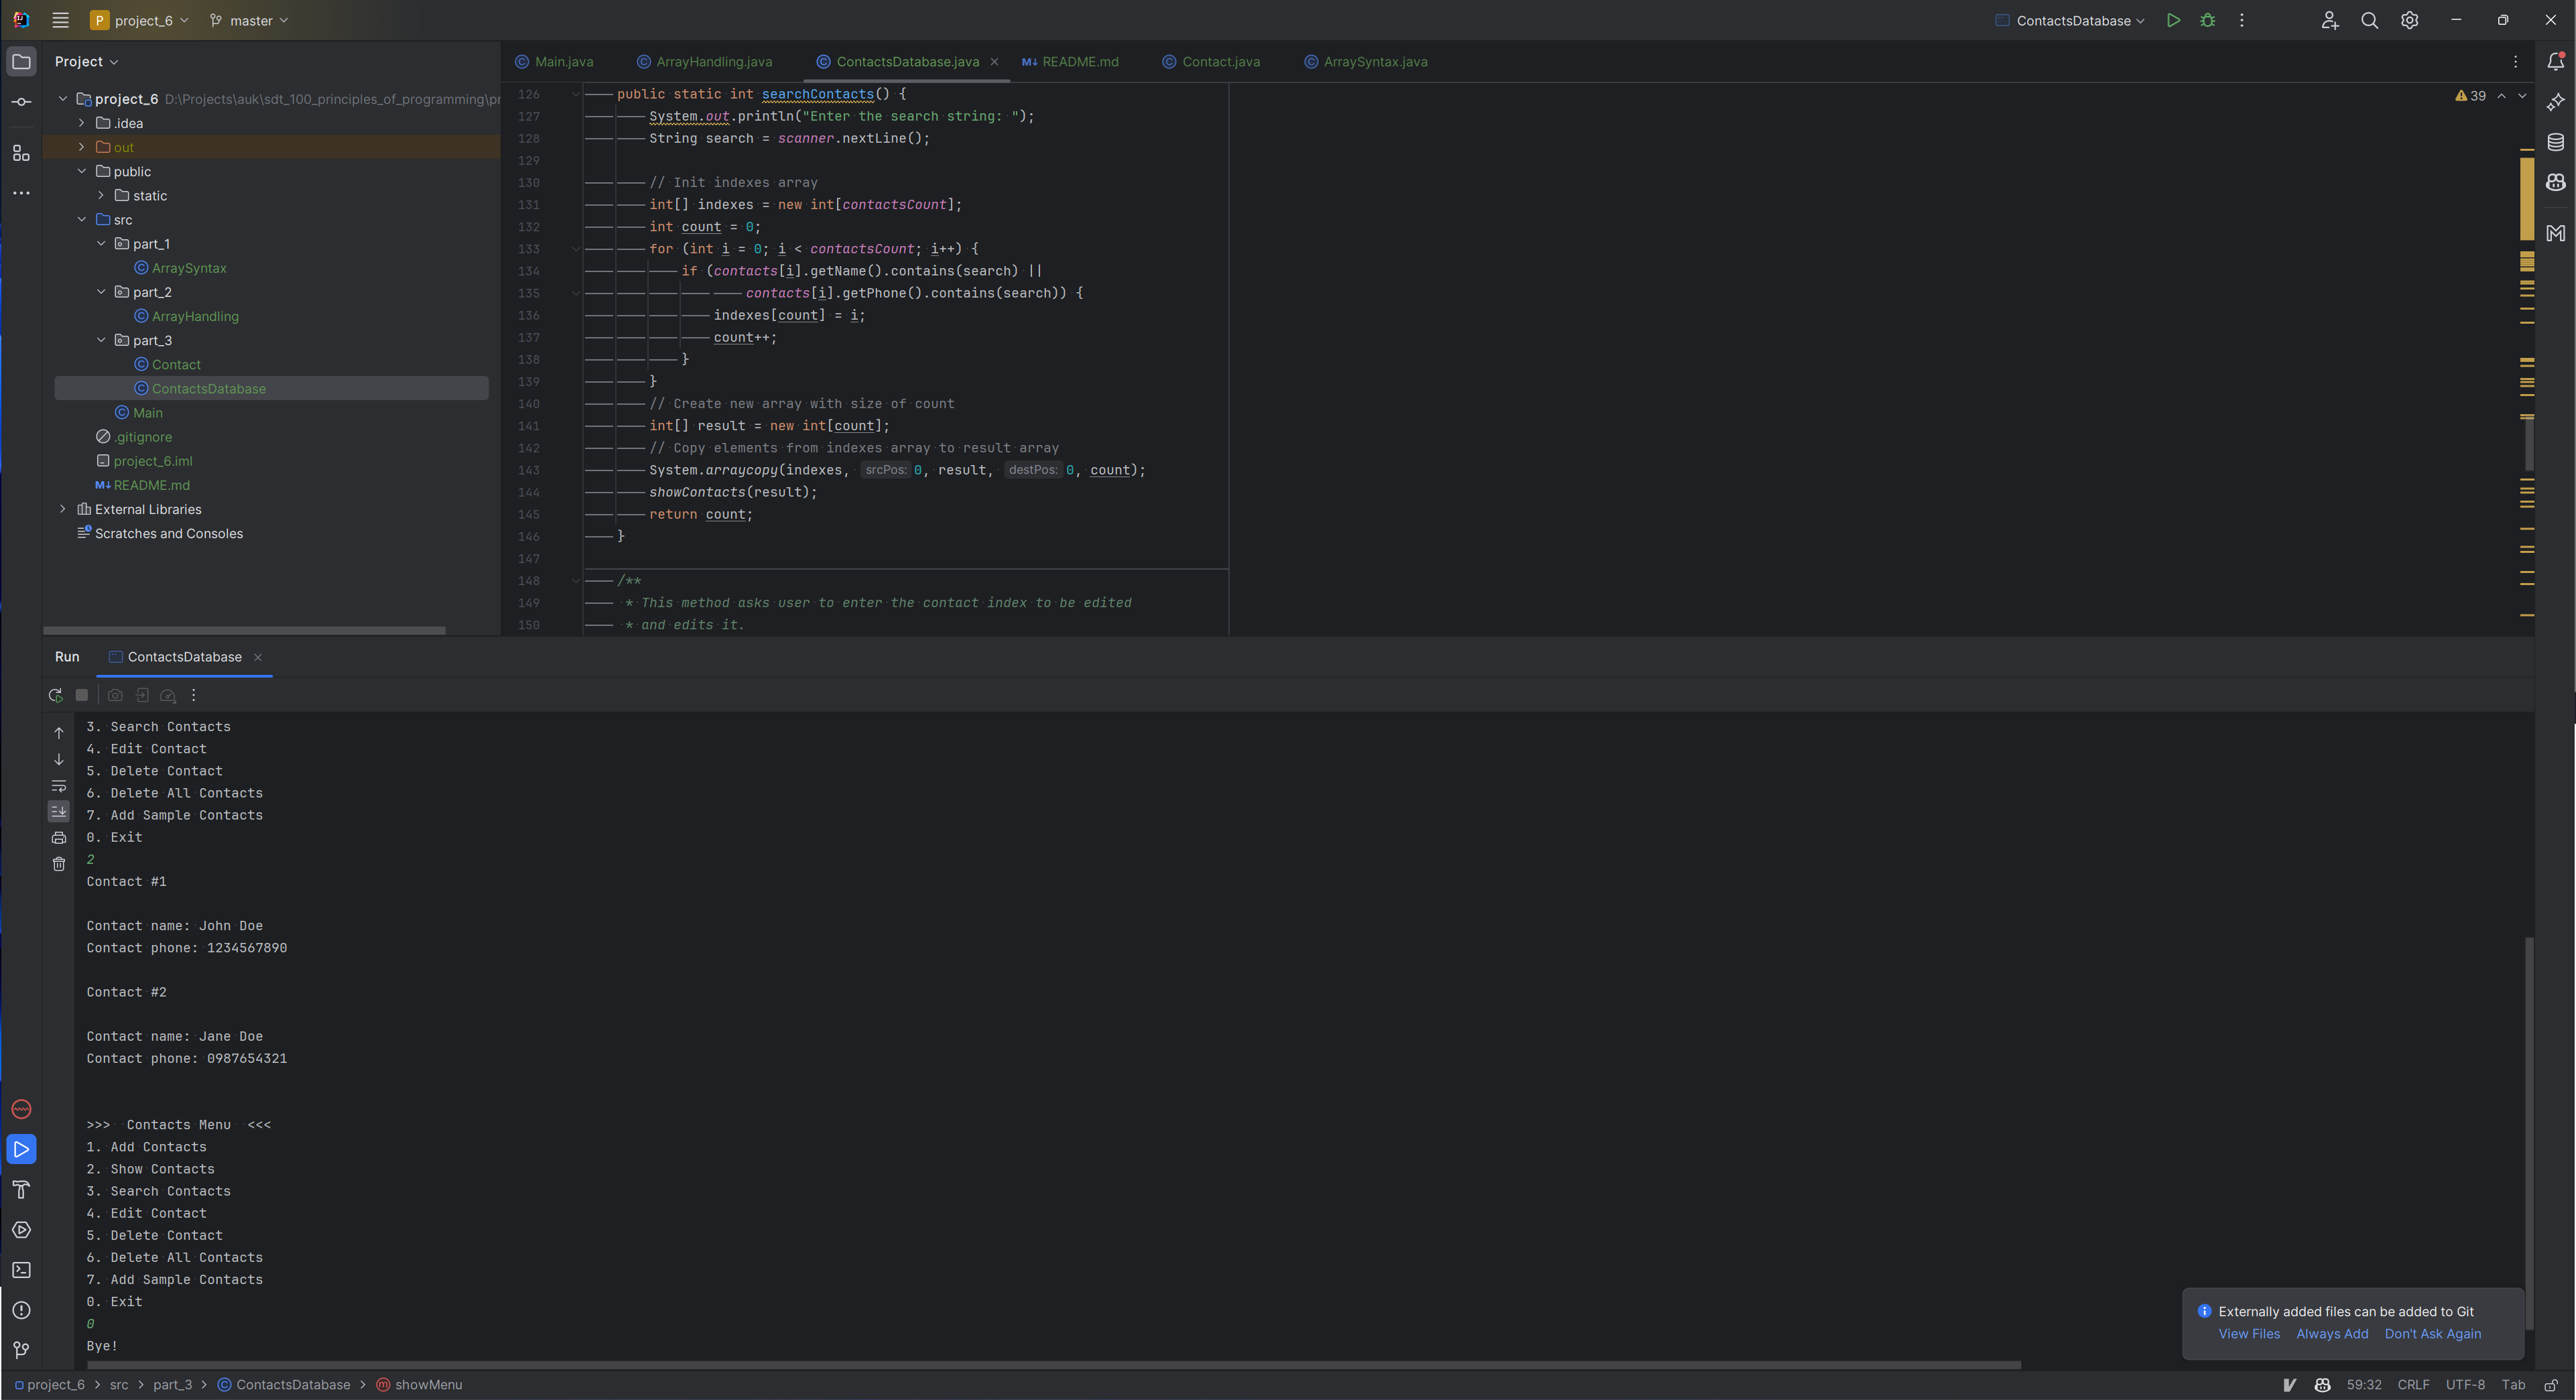 P project_6 master ContactsDatabase
Project
project_6 D:\Projects\auk\sdt_100_principles_of_programming\pr
.idea
out
public
static
src
part_1
ArraySyntax
part_2
ArrayHandling
part_3
Contact
ContactsDatabase
Main
.gitignore
project_6.iml
M↓ README.md
External Libraries
Scratches and Consoles
Main.java ArrayHandling.java ContactsDatabase.java M↓ README.md Contact.java ArraySyntax.java
39
126 public static int searchContacts() {
127 System.out.println("Enter the search string: ");
128 String search = scanner.nextLine();
129
130 // Init indexes array
131 int[] indexes = new int[contactsCount];
132 int count = 0;
133 for (int i = 0; i < contactsCount; i++) {
134 if (contacts[i].getName().contains(search) ||
135 contacts[i].getPhone().contains(search)) {
136 indexes[count] = i;
137 count++;
138 }
139 }
140 // Create new array with size of count
141 int[] result = new int[count];
142 // Copy elements from indexes array to result array
143 System.arraycopy(indexes, srcPos: 0, result, destPos: 0, count);
144 showContacts(result);
145 return count;
146 }
147
148 /**
149 * This method asks user to enter the contact index to be edited
150 * and edits it.
Run ContactsDatabase
3. Search Contacts
4. Edit Contact
5. Delete Contact
6. Delete All Contacts
7. Add Sample Contacts
0. Exit
2
Contact #1
Contact name: John Doe
Contact phone: 1234567890
Contact #2
Contact name: Jane Doe
Contact phone: 0987654321
>>> Contacts Menu <<<
1. Add Contacts
2. Show Contacts
3. Search Contacts
4. Edit Contact
5. Delete Contact
6. Delete All Contacts
7. Add Sample Contacts
0. Exit
0
Bye!
Externally added files can be added to Git
View Files Always Add Don't Ask Again
project_6 > src > part_3 > ContactsDatabase > showMenu
59:32 CRLF UTF-8 Tab